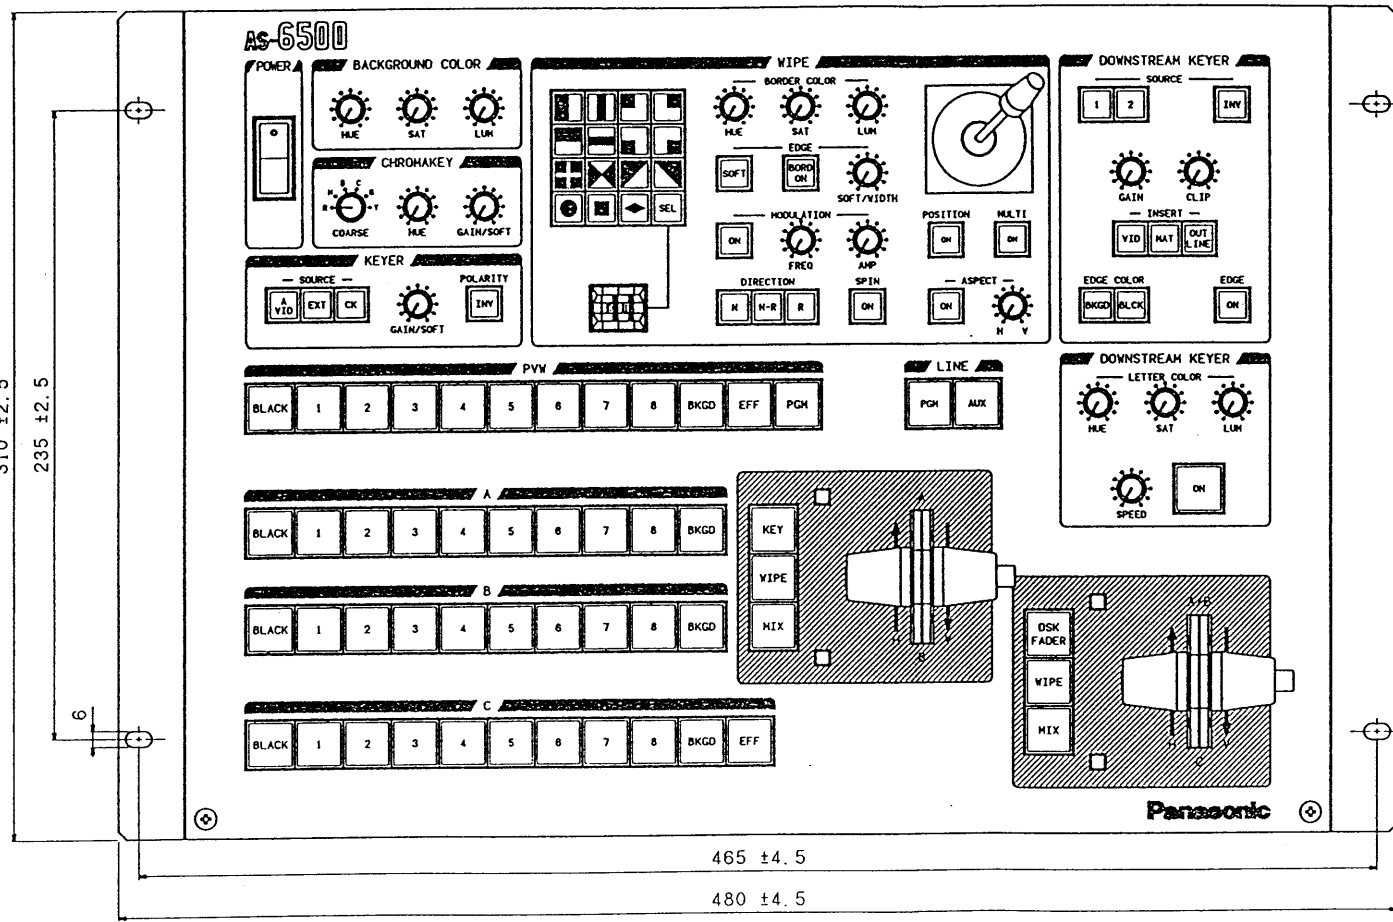 AS-6500
POWER
BACKGROUND COLOR
HUE SAT LUM
CHROMAKEY
R M B C G Y
COARSE HUE GAIN/SOFT
KEYER
SOURCE
A VID EXT CK
GAIN/SOFT
POLARITY
INV
WIPE
SEL
BORDER COLOR
HUE SAT LUM
EDGE
SOFT
BORD ON
SOFT/WIDTH
MODULATION
ON
FREQ AMP
POSITION
ON
MULTI
ON
DIRECTION
N N-R R
SPIN
ON
ASPECT
ON
H V
DOWNSTREAM KEYER
SOURCE
1 2 INV
GAIN CLIP
INSERT
VID MAT OUT LINE
EDGE COLOR
BKGD BLCK
EDGE
ON
PVW
BLACK 1 2 3 4 5 6 7 8 BKGD EFF PGM
LINE
PGM AUX
DOWNSTREAM KEYER
LETTER COLOR
HUE SAT LUM
SPEED
ON
A
BLACK 1 2 3 4 5 6 7 8 BKGD
B
BLACK 1 2 3 4 5 6 7 8 BKGD
C
BLACK 1 2 3 4 5 6 7 8 BKGD EFF
KEY
WIPE
MIX
A
N
B
V
DSK FADER
WIPE
MIX
C
Panasonic
310 ±2.5
235 ±2.5
6
465 ±4.5
480 ±4.5